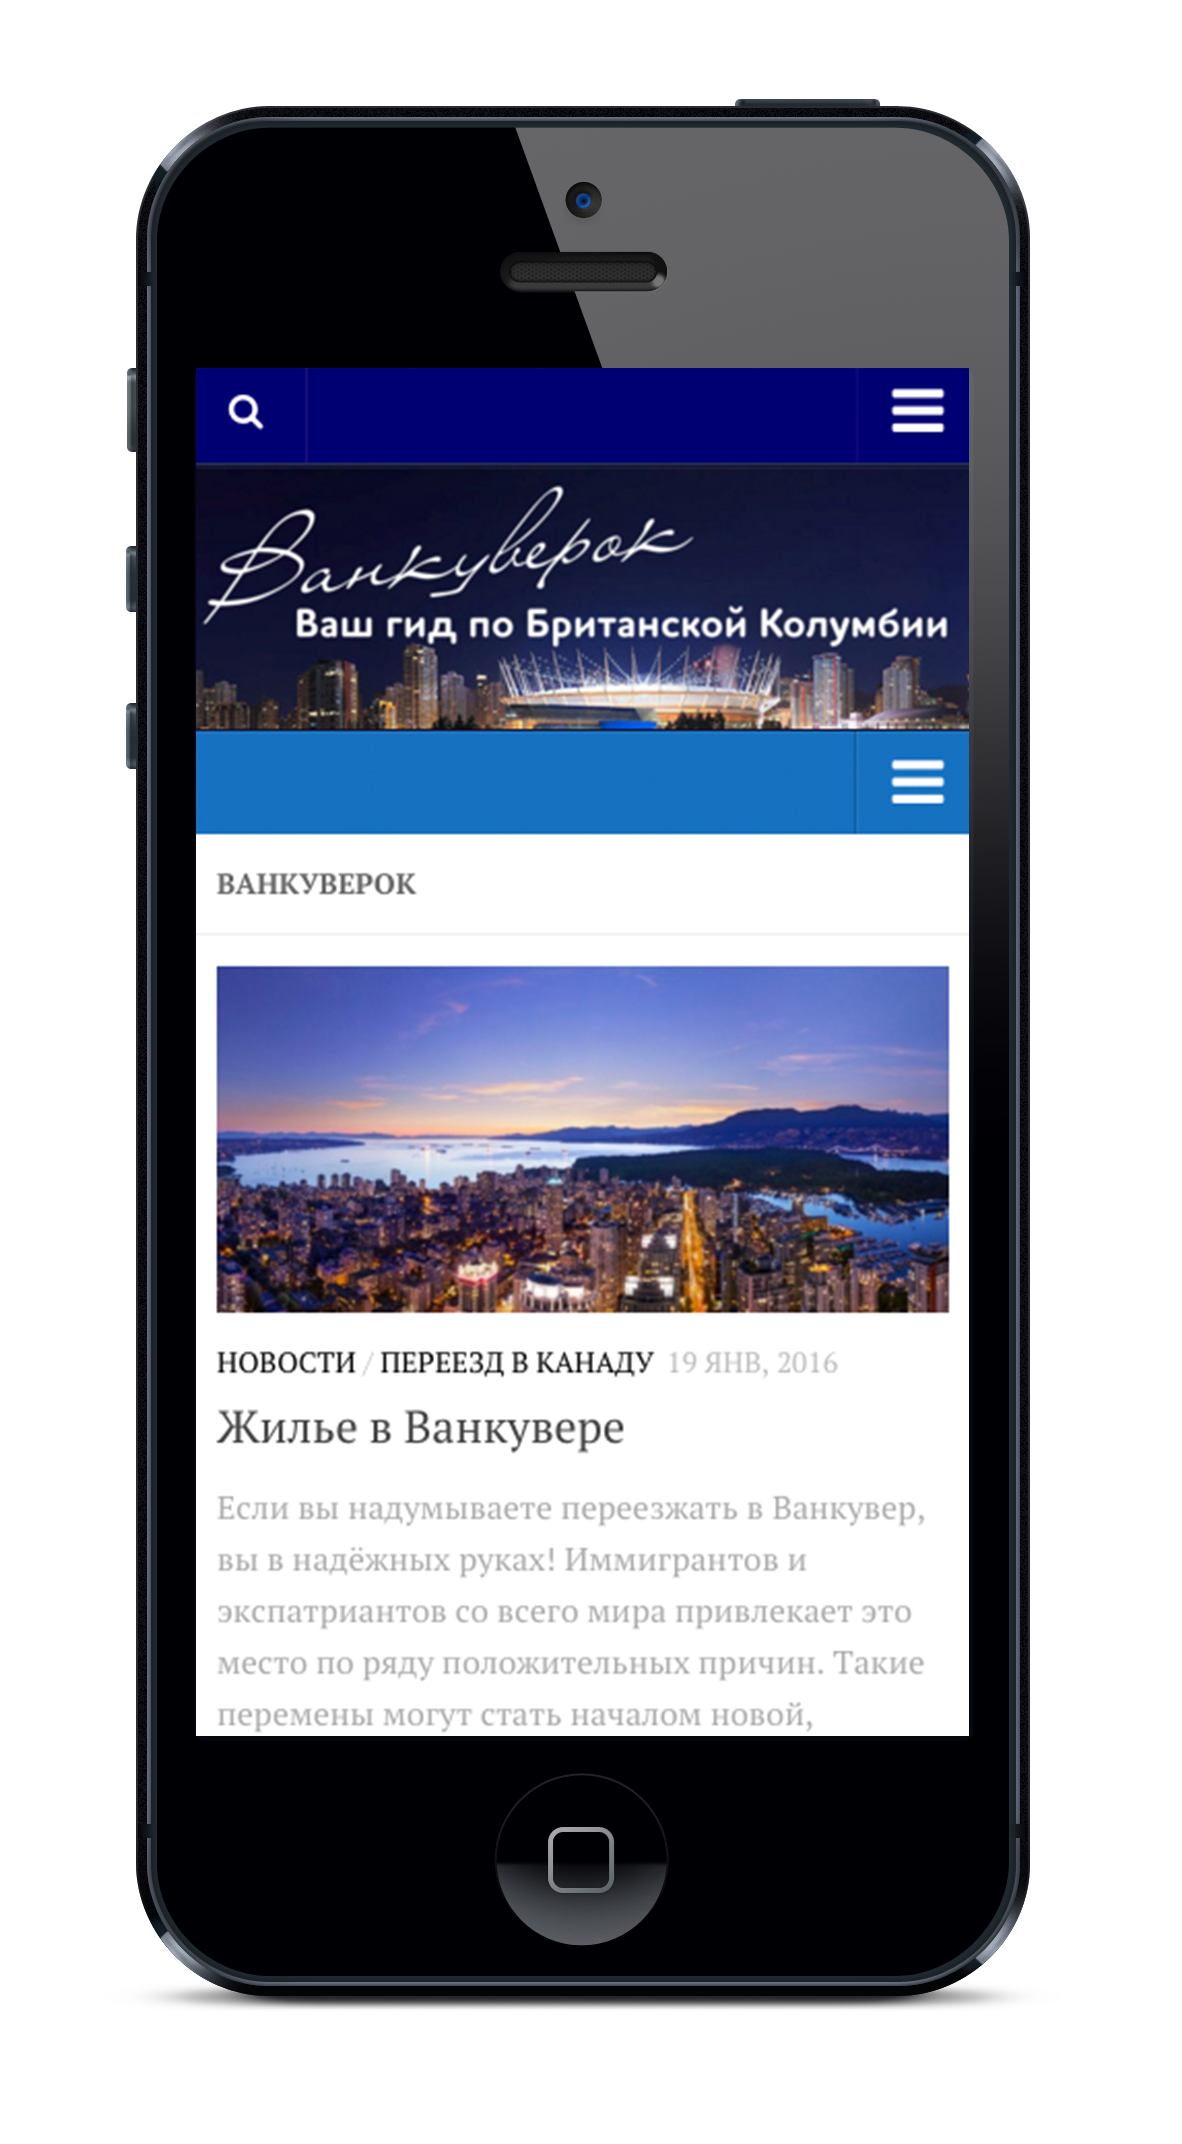 Ванкуверок
Ваш гид по Британской Колумбии
ВАНКУВЕРОК
НОВОСТИ / ПЕРЕЕЗД В КАНАДУ 19 ЯНВ, 2016
Жилье в Ванкувере
Если вы надумываете переезжать в Ванкувер,
вы в надёжных руках! Иммигрантов и
экспатриантов со всего мира привлекает это
место по ряду положительных причин. Такие
перемены могут стать началом новой,